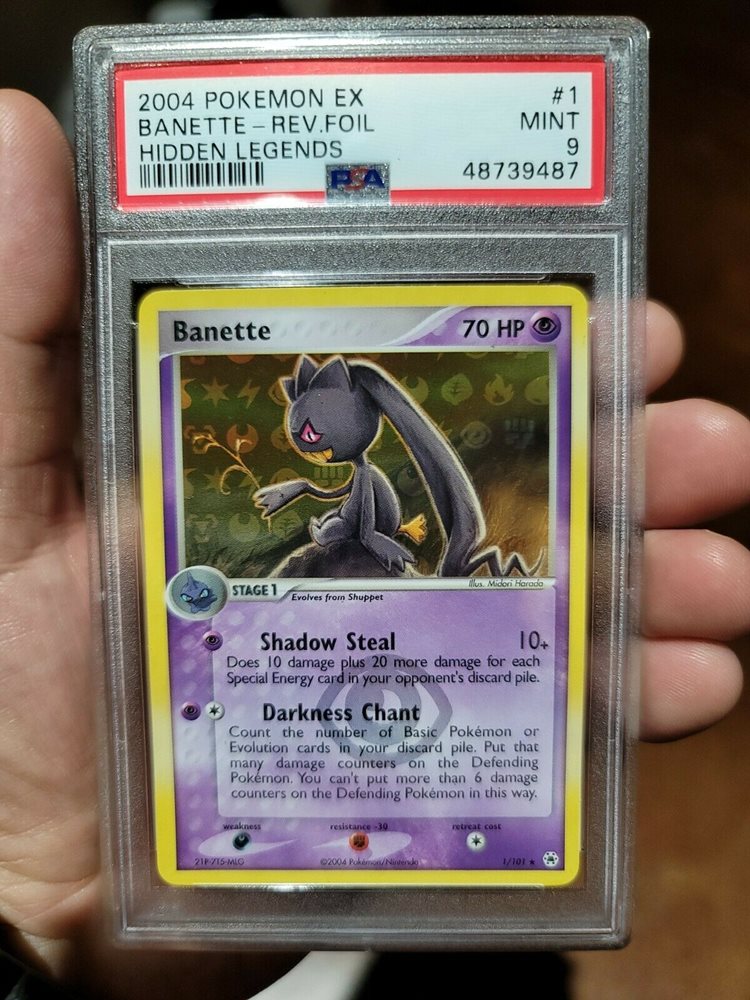 2004 POKEMON EX #1
BANETTE - REV.FOIL MINT
HIDDEN LEGENDS 9
PSA 48739487
Banette 70 HP
STAGE 1
Illus. Midori Harada
Evolves from Shuppet
Shadow Steal 10+
Does 10 damage plus 20 more damage for each
Special Energy card in your opponent's discard pile.
Darkness Chant
Count the number of Basic Pokémon or
Evolution cards in your discard pile. Put that
many damage counters on the Defending
Pokémon. You can't put more than 6 damage
counters on the Defending Pokémon in this way.
weakness resistance -30 retreat cost
21P-715-MLG ©2004 Pokémon/Nintendo 1/101 ★